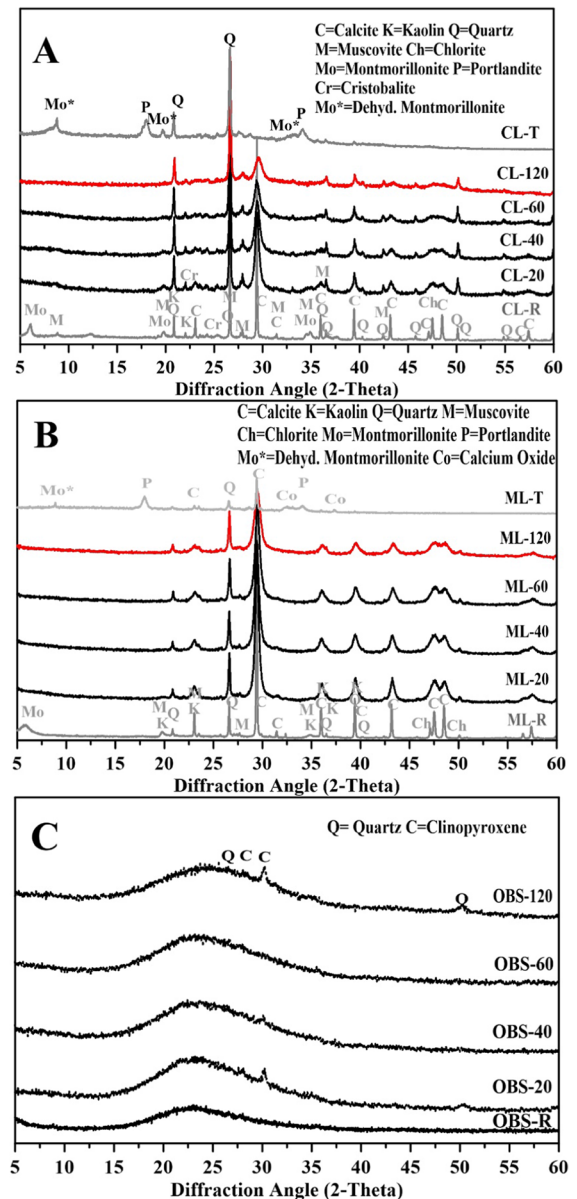 A
C=Calcite K=Kaolin Q=Quartz
M=Muscovite Ch=Chlorite
Mo=Montmorillonite P=Portlandite
Cr=Cristobalite
Mo*=Dehyd. Montmorillonite
Q
Mo* P Mo* Q Mo* P
CL-T
CL-120
CL-60
CL-40
CL-20
Cr M
CL-R
Mo M M K C M C M M C C M C Ch C
Mo Q K Cr Q M C Mo Q Q Q Q Q Q Q C
5 10 15 20 25 30 35 40 45 50 55 60
Diffraction Angle (2-Theta)
B
C=Calcite K=Kaolin Q=Quartz M=Muscovite
Ch=Chlorite Mo=Montmorillonite P=Portlandite
Mo*=Dehyd. Montmorillonite Co=Calcium Oxide
C
Mo* P C Q Co P Co
ML-T
ML-120
ML-60
ML-40
ML-20
M M K K
Mo K Q K Q M C C M C K C C C C C
K Q Q Ch Ch
ML-R
5 10 15 20 25 30 35 40 45 50 55 60
Diffraction Angle (2-Theta)
C
Q= Quartz C=Clinopyroxene
Q C C
Q
OBS-120
OBS-60
OBS-40
OBS-20
OBS-R
5 10 15 20 25 30 35 40 45 50 55 60
Diffraction Angle (2-Theta)